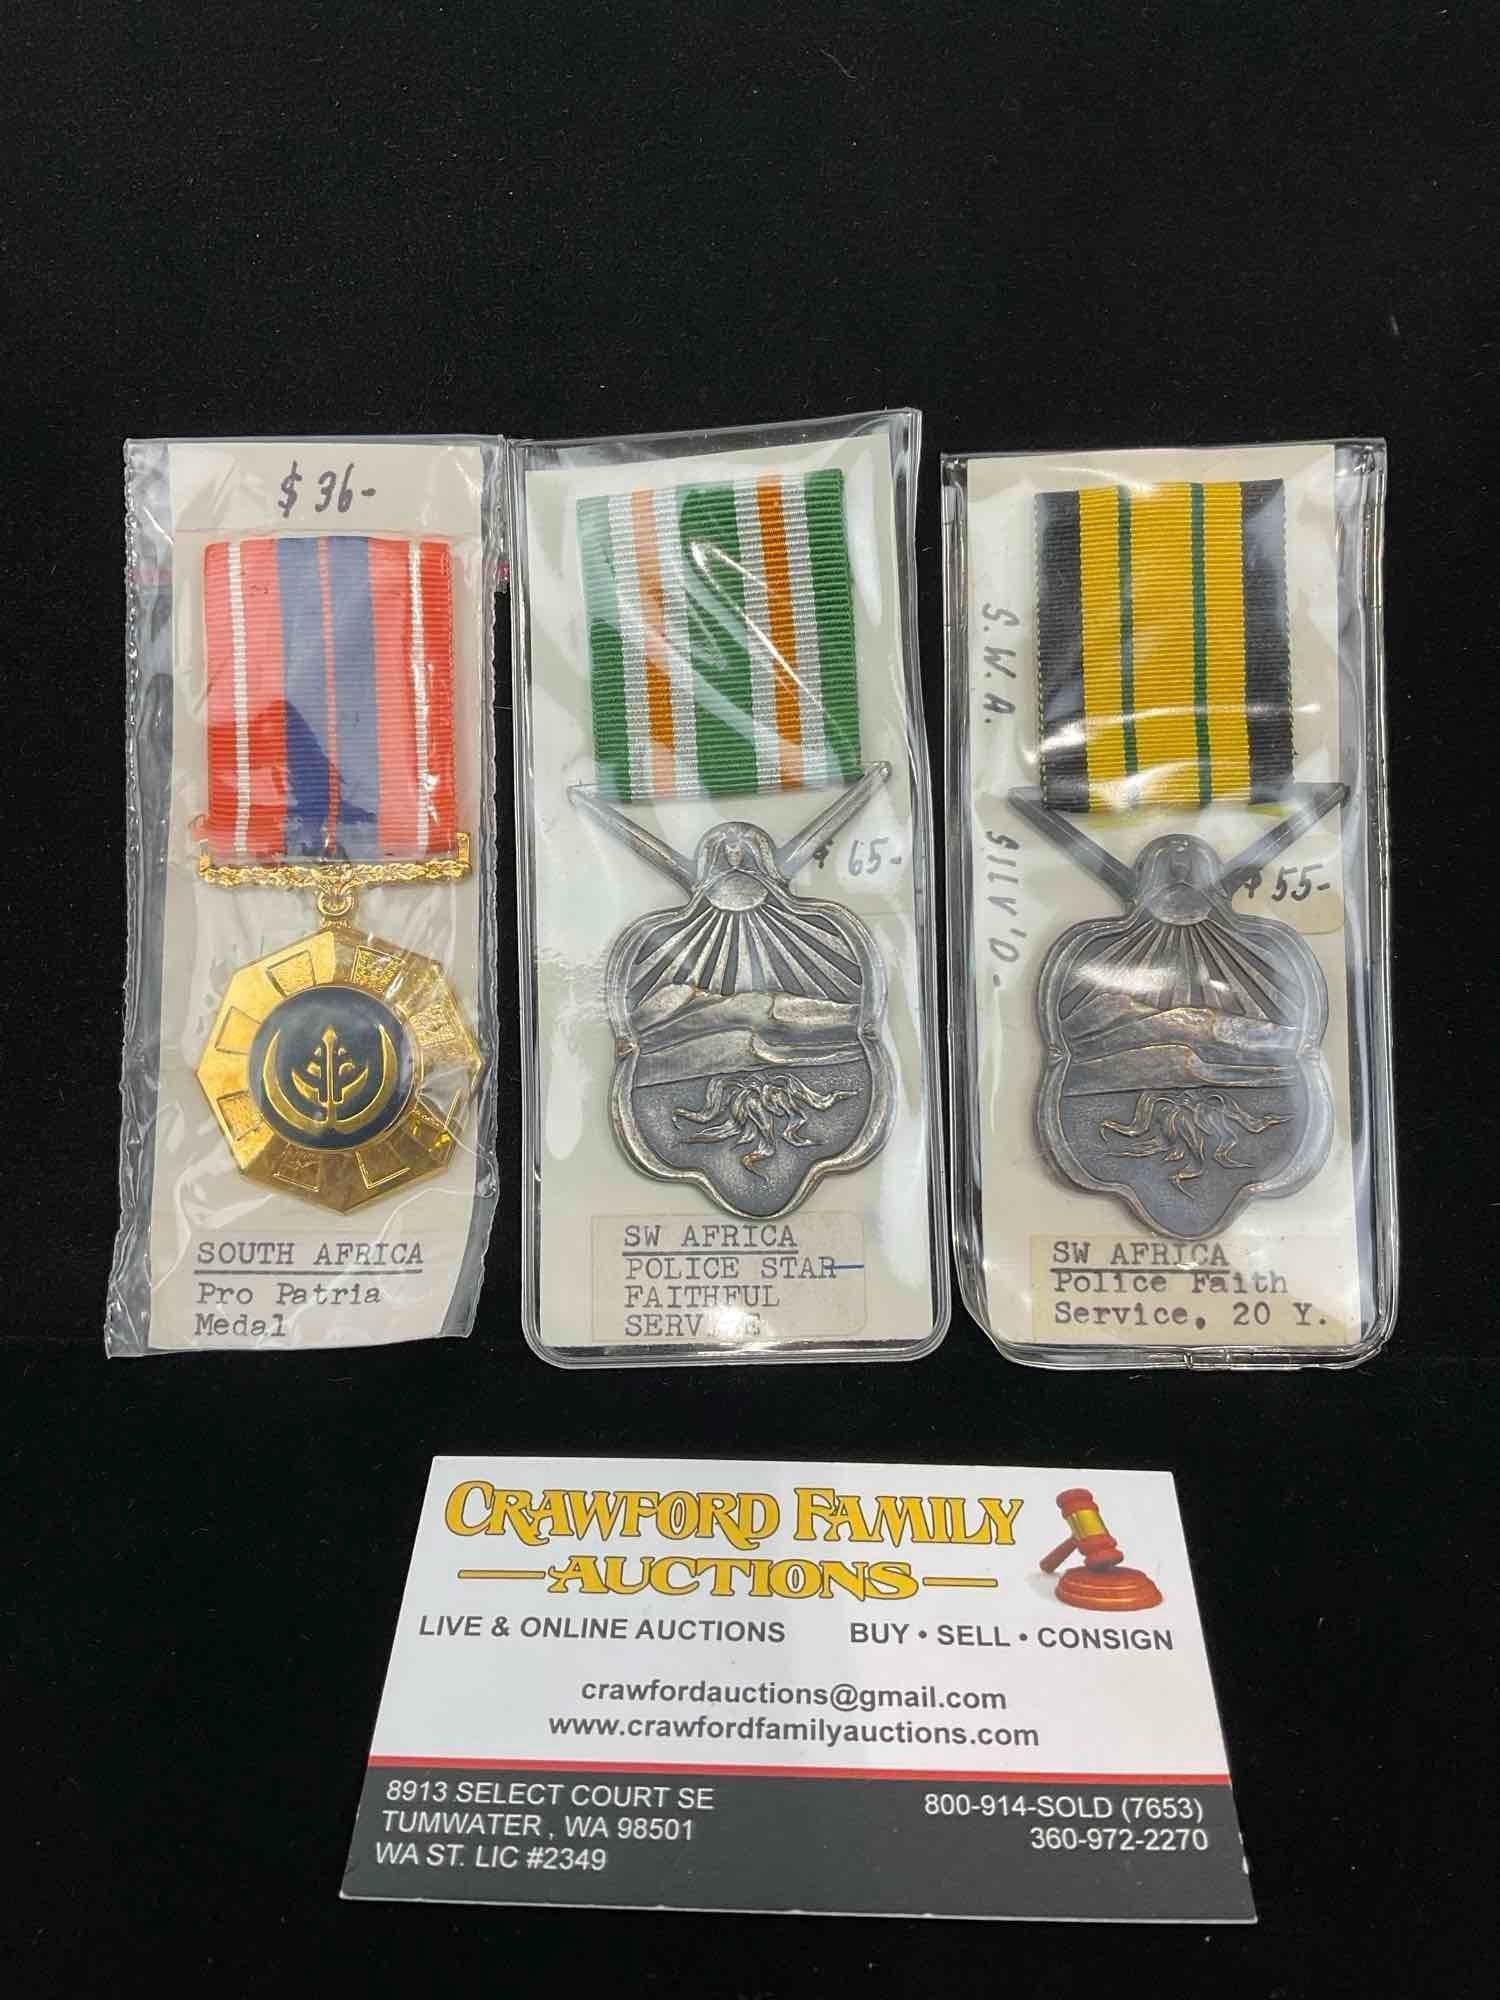 $ 36-
SOUTH AFRICA
Pro Patria
Medal
$ 65-
SW AFRICA
POLICE STAR
FAITHFUL
SERVICE
S.W.A.
SILV'D.
$ 55-
SW AFRICA
Police Faith
Service, 20 Y.
CRAWFORD FAMILY
AUCTIONS
LIVE & ONLINE AUCTIONS BUY • SELL • CONSIGN
crawfordauctions@gmail.com
www.crawfordfamilyauctions.com
8913 SELECT COURT SE
TUMWATER , WA 98501
WA ST. LIC #2349
800-914-SOLD (7653)
360-972-2270